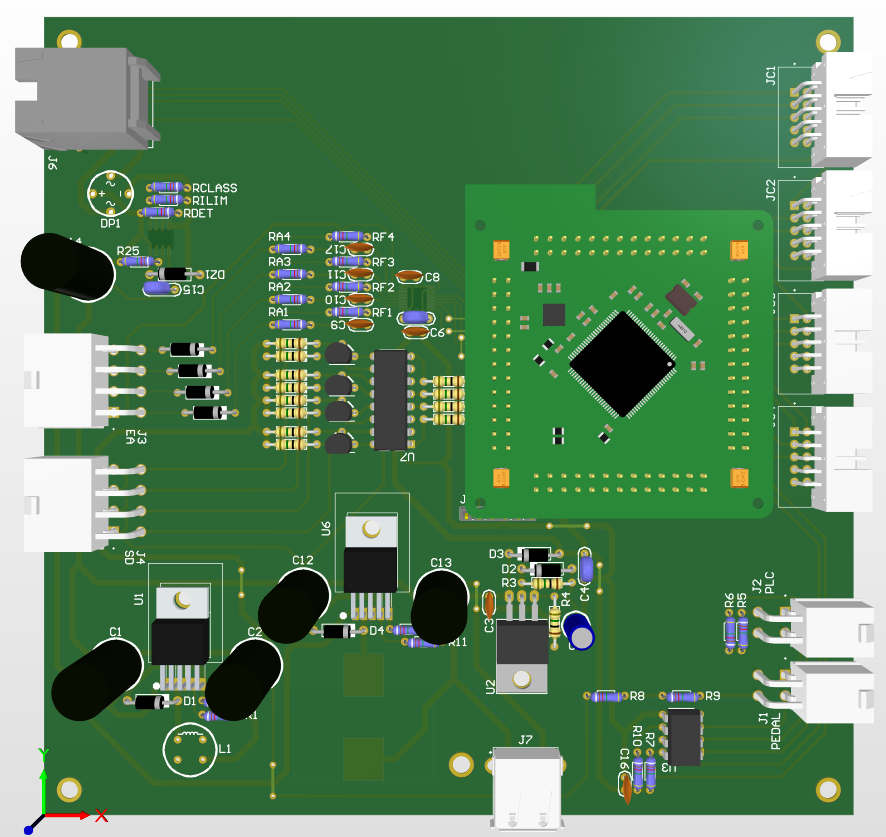 JC1
J6
RCLASS
RILIM
RDET
DP1
JC2
R25
DZ1
C15
RA4
RF4
C17
RA3
RF3
C11
C8
RA2
RF2
C10
RA1
RF1
C9
C6
J3
EA
U7
U6
J
J4
SD
D3
D2
R3
C12
C13
C4
U1
C3
R4
R6
R5
J2
PLC
C1
C2
D4
R11
U2
D1
R1
R8
R9
J1
PEDAL
L1
J7
R10
R7
U3
C16
Y
X